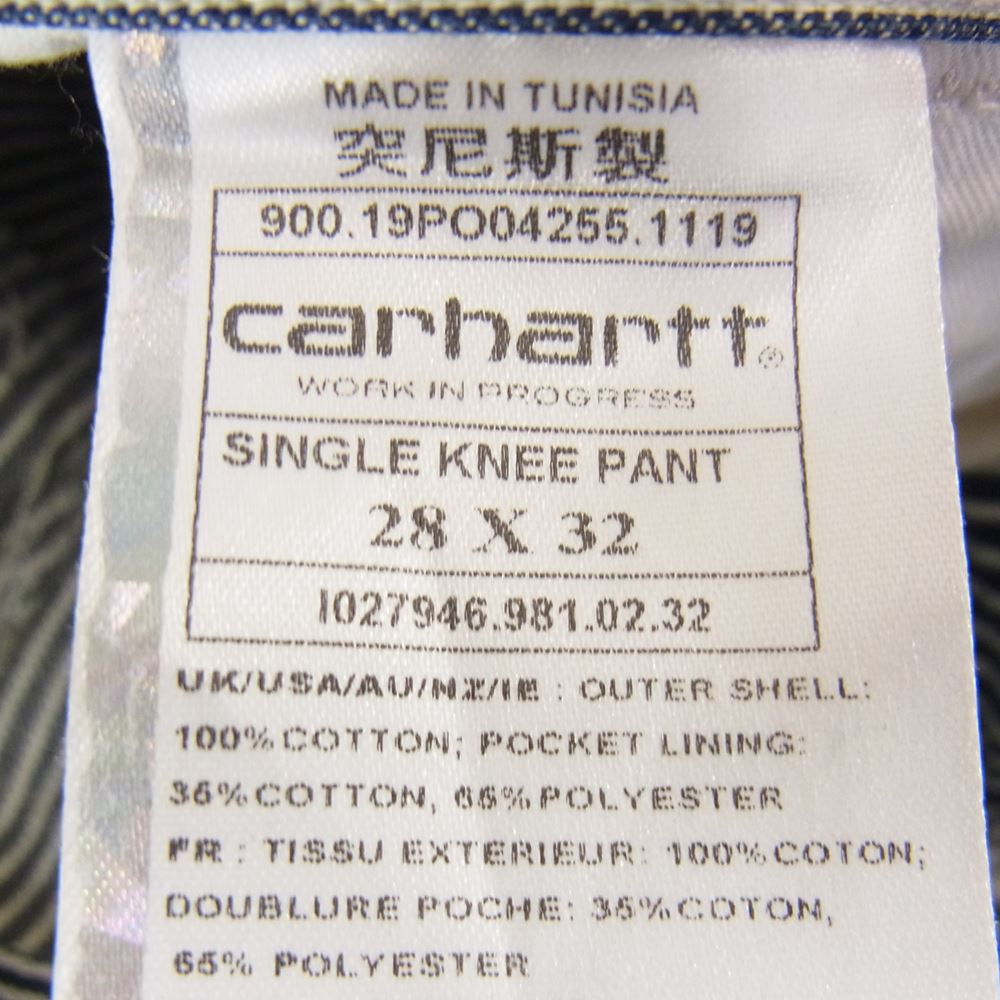 MADE IN TUNISIA
突尼斯製
900.19PO04255.1119
carhartt®
WORK IN PROGRESS
SINGLE KNEE PANT
28 X 32
I027946.981.02.32
UK/USA/AU/NZ/IE : OUTER SHELL:
100%COTTON; POCKET LINING:
35%COTTON, 65%POLYESTER
FR : TISSU EXTERIEUR: 100%COTON;
DOUBLURE POCHE: 35%COTON,
65% POLYESTER